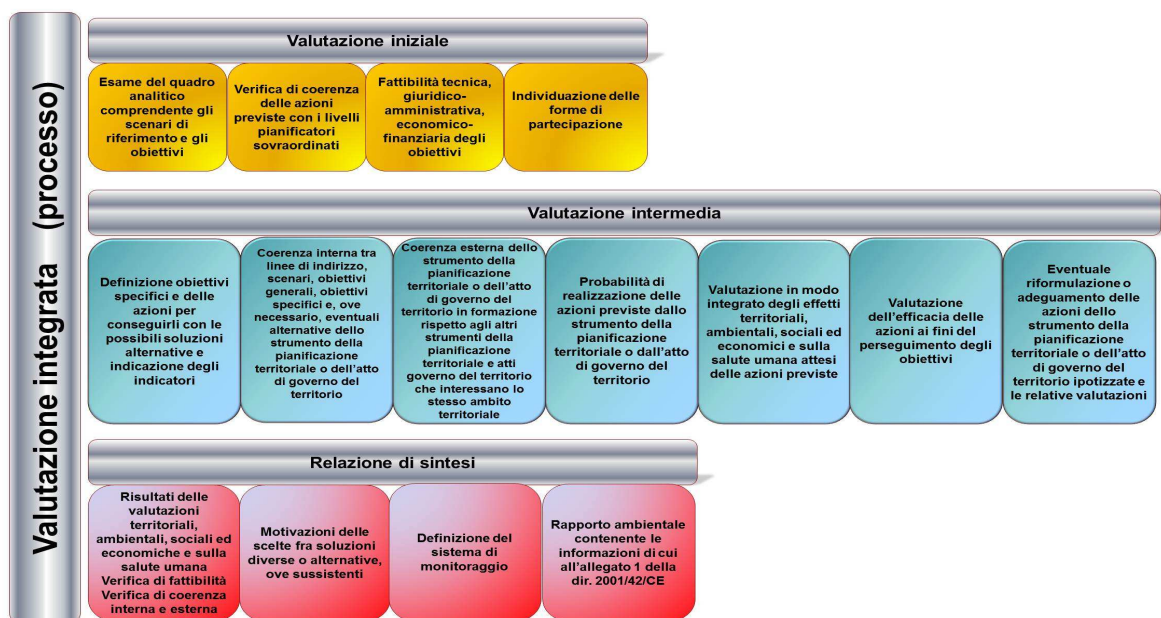 Valutazione integrata (processo)
Valutazione iniziale
Esame del quadro
analitico
comprendente gli
scenari di
riferimento e gli
obiettivi
Verifica di coerenza
delle azioni
previste con i livelli
pianificatori
sovraordinati
Fattibilità tecnica,
giuridico-
amministrativa,
economico-
finanziaria degli
obiettivi
Individuazione delle
forme di
partecipazione
Valutazione intermedia
Definizione obiettivi
specifici e delle
azioni per
conseguirli con le
possibili soluzioni
alternative e
indicazione degli
indicatori
Coerenza interna tra
linee di indirizzo,
scenari, obiettivi
generali, obiettivi
specifici e, ove
necessario, eventuali
alternative dello
strumento della
pianificazione
territoriale o dell’atto
di governo del
territorio
Coerenza esterna dello
strumento della
pianificazione
territoriale o dell’atto
di governo del
territorio in formazione
rispetto agli altri
strumenti della
pianificazione
territoriale e atti
governo del territorio
che interessano lo
stesso ambito
territoriale
Probabilità di
realizzazione delle
azioni previste dallo
strumento della
pianificazione
territoriale o dall’atto
di governo del
territorio
Valutazione in modo
integrato degli effetti
territoriali,
ambientali, sociali ed
economici e sulla
salute umana attesi
delle azioni previste
Valutazione
dell’efficacia delle
azioni ai fini del
perseguimento degli
obiettivi
Eventuale
riformulazione o
adeguamento delle
azioni dello
strumento della
pianificazione
territoriale o dell’atto
di governo del
territorio ipotizzate e
le relative valutazioni
Relazione di sintesi
Risultati delle
valutazioni
territoriali,
ambientali, sociali ed
economiche e sulla
salute umana
Verifica di fattibilità
Verifica di coerenza
interna e esterna
Motivazioni delle
scelte fra soluzioni
diverse o alternative,
ove sussistenti
Definizione del
sistema di
monitoraggio
Rapporto ambientale
contenente le
informazioni di cui
all’allegato 1 della
dir. 2001/42/CE